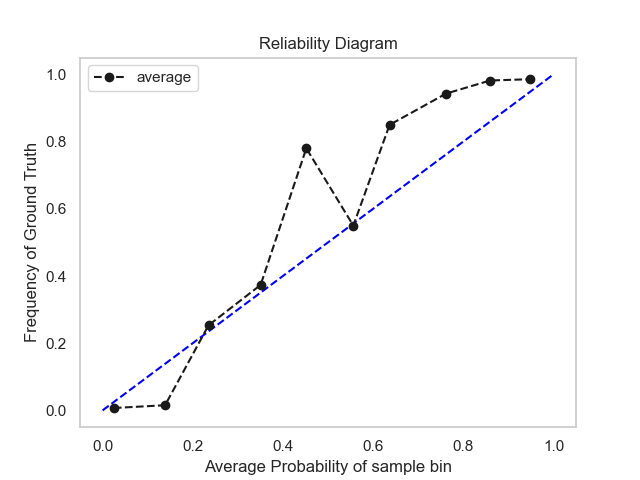 Reliability Diagram
average
Frequency of Ground Truth
1.0
0.8
0.6
0.4
0.2
0.0
0.0 0.2 0.4 0.6 0.8 1.0
Average Probability of sample bin